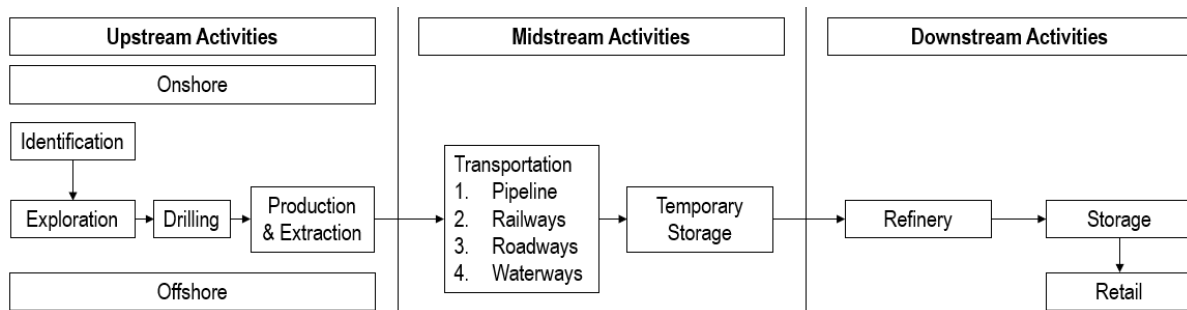 Upstream Activities
Midstream Activities
Downstream Activities
Onshore
Identification
Exploration
Drilling
Production
& Extraction
Transportation
1. Pipeline
2. Railways
3. Roadways
4. Waterways
Temporary
Storage
Refinery
Storage
Retail
Offshore